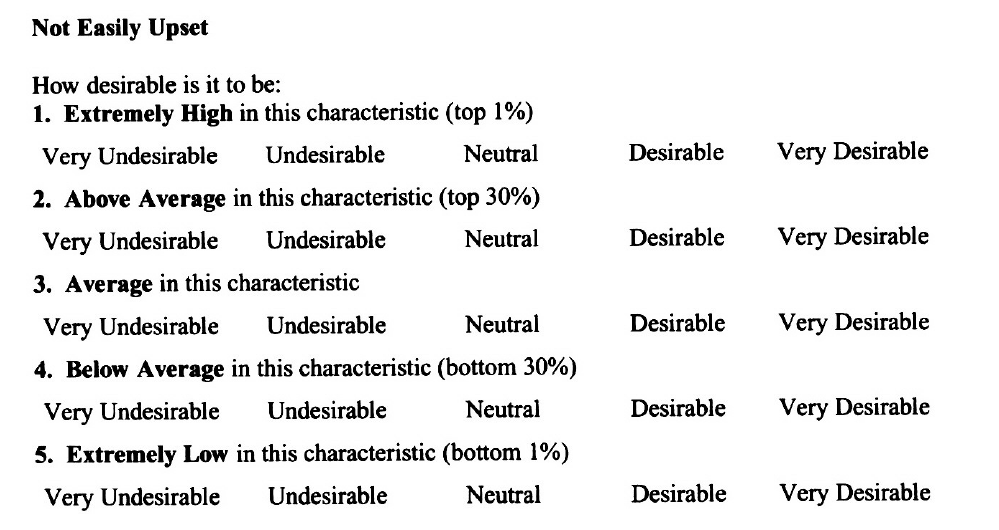 Not Easily Upset
How desirable is it to be:
1. Extremely High in this characteristic (top 1%)
Very Undesirable Undesirable Neutral Desirable Very Desirable
2. Above Average in this characteristic (top 30%)
Very Undesirable Undesirable Neutral Desirable Very Desirable
3. Average in this characteristic
Very Undesirable Undesirable Neutral Desirable Very Desirable
4. Below Average in this characteristic (bottom 30%)
Very Undesirable Undesirable Neutral Desirable Very Desirable
5. Extremely Low in this characteristic (bottom 1%)
Very Undesirable Undesirable Neutral Desirable Very Desirable